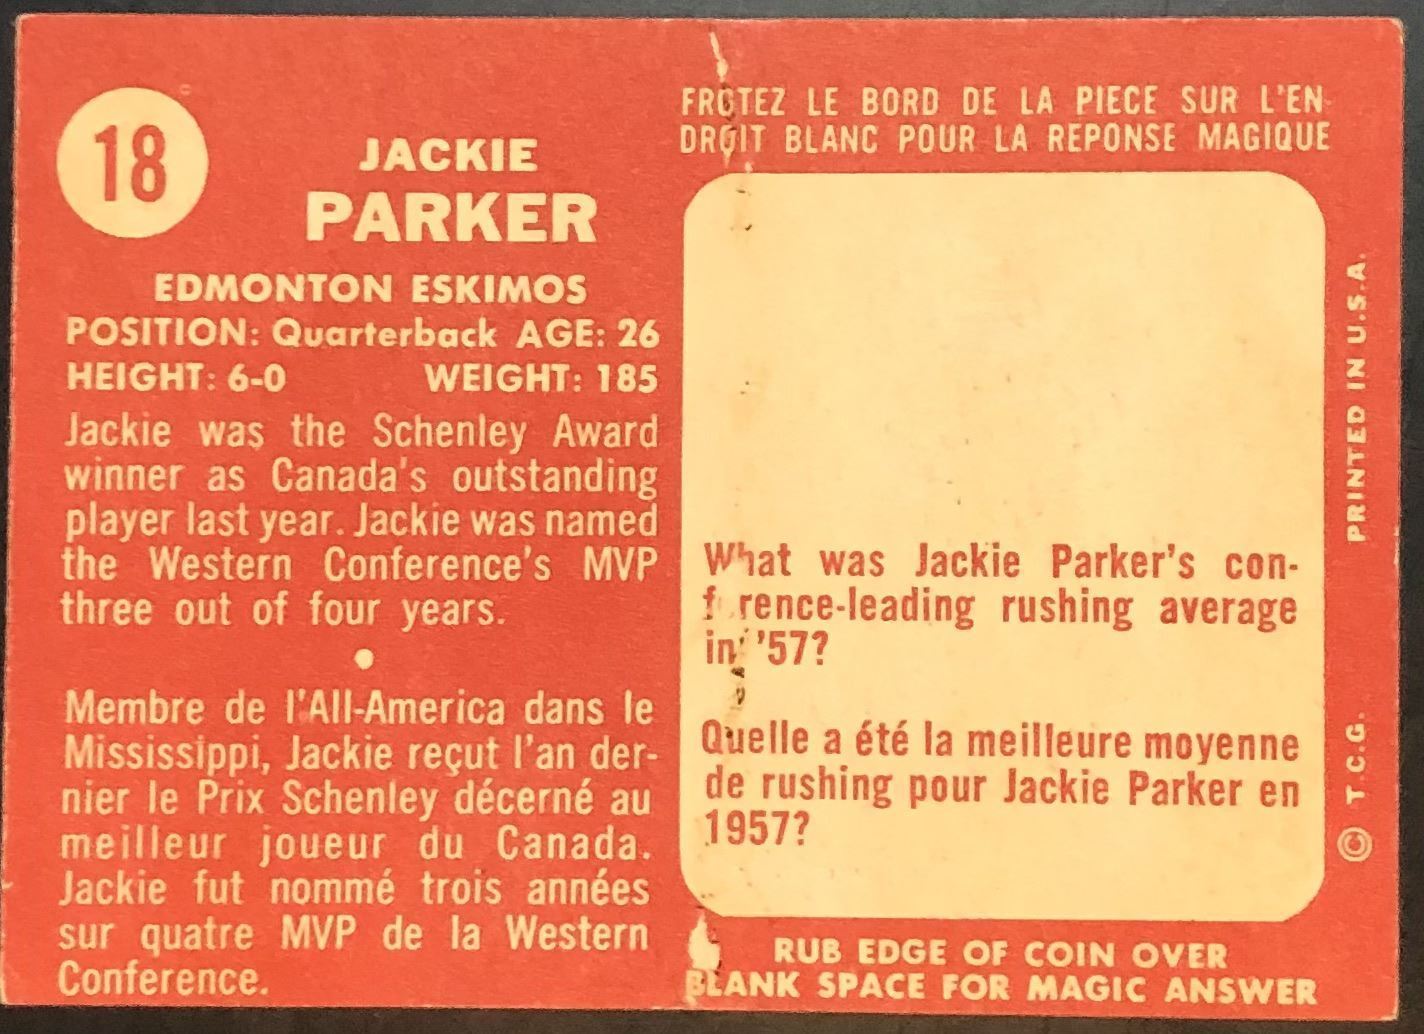 18
JACKIE
PARKER
EDMONTON ESKIMOS
POSITION: Quarterback AGE: 26
HEIGHT: 6-0 WEIGHT: 185
Jackie was the Schenley Award
winner as Canada's outstanding
player last year. Jackie was named
the Western Conference's MVP
three out of four years.
Membre de l'All-America dans le
Mississippi, Jackie reçut l'an der-
nier le Prix Schenley décerné au
meilleur joueur du Canada.
Jackie fut nommé trois années
sur quatre MVP de la Western
Conference.
FROTEZ LE BORD DE LA PIECE SUR L'EN-
DROIT BLANC POUR LA REPONSE MAGIQUE
What was Jackie Parker's con-
ference-leading rushing average
in '57?
Quelle a été la meilleure moyenne
de rushing pour Jackie Parker en
1957?
RUB EDGE OF COIN OVER
BLANK SPACE FOR MAGIC ANSWER
© T.C.G. PRINTED IN U.S.A.